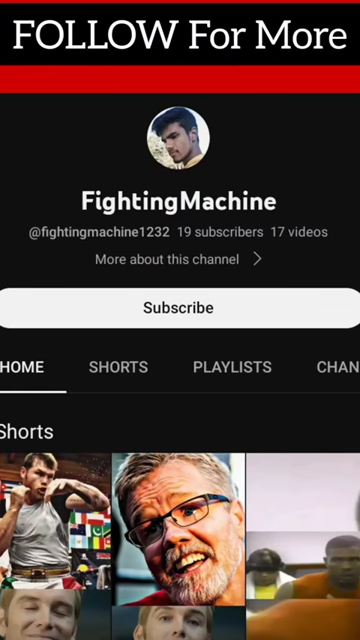 FOLLOW For More
FightingMachine
@fightingmachine1232 19 subscribers 17 videos
More about this channel
Subscribe
HOME SHORTS PLAYLISTS CHAN
Shorts